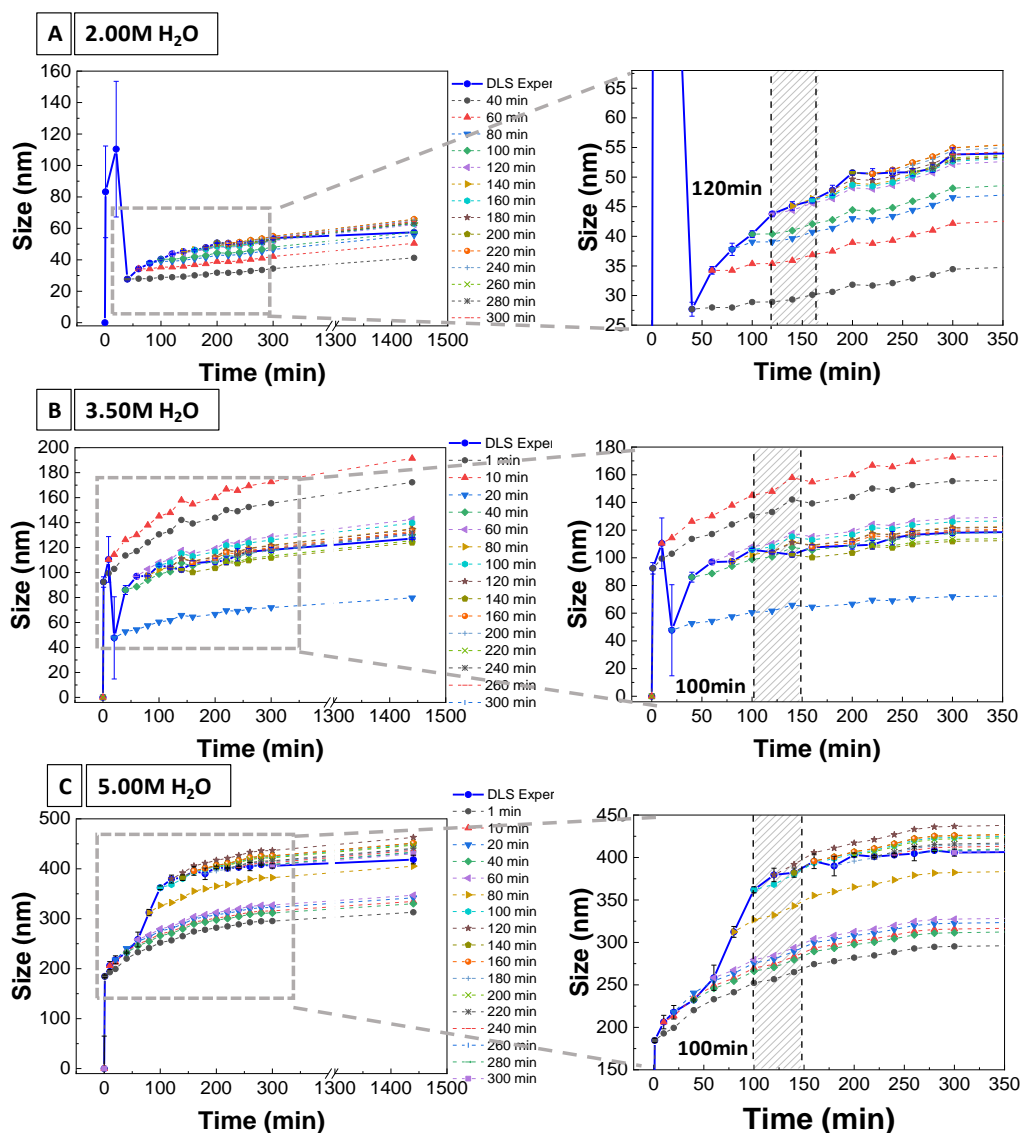 A 2.00M H₂O
160
140
120
100
80
60
40
20
0
Size (nm)
0 100 200 300 1300 1400 1500
Time (min)
DLS Exper
40 min
60 min
80 min
100 min
120 min
140 min
160 min
180 min
200 min
220 min
240 min
260 min
280 min
300 min
65
60
55
50
45
40
35
30
25
Size (nm)
120min
0 50 100 150 200 250 300 350
Time (min)
B 3.50M H₂O
200
180
160
140
120
100
80
60
40
20
0
Size (nm)
0 100 200 300 1300 1400 1500
Time (min)
DLS Exper
1 min
10 min
20 min
40 min
60 min
80 min
100 min
120 min
140 min
160 min
200 min
220 min
240 min
260 min
300 min
180
160
140
120
100
80
60
40
20
0
Size (nm)
100min
0 50 100 150 200 250 300 350
Time (min)
C 5.00M H₂O
500
400
300
200
100
0
Size (nm)
0 100 200 300 1300 1400 1500
Time (min)
DLS Exper
1 min
10 min
20 min
40 min
60 min
80 min
100 min
120 min
140 min
160 min
180 min
200 min
220 min
240 min
260 min
280 min
300 min
450
400
350
300
250
200
150
Size (nm)
100min
0 50 100 150 200 250 300 350
Time (min)